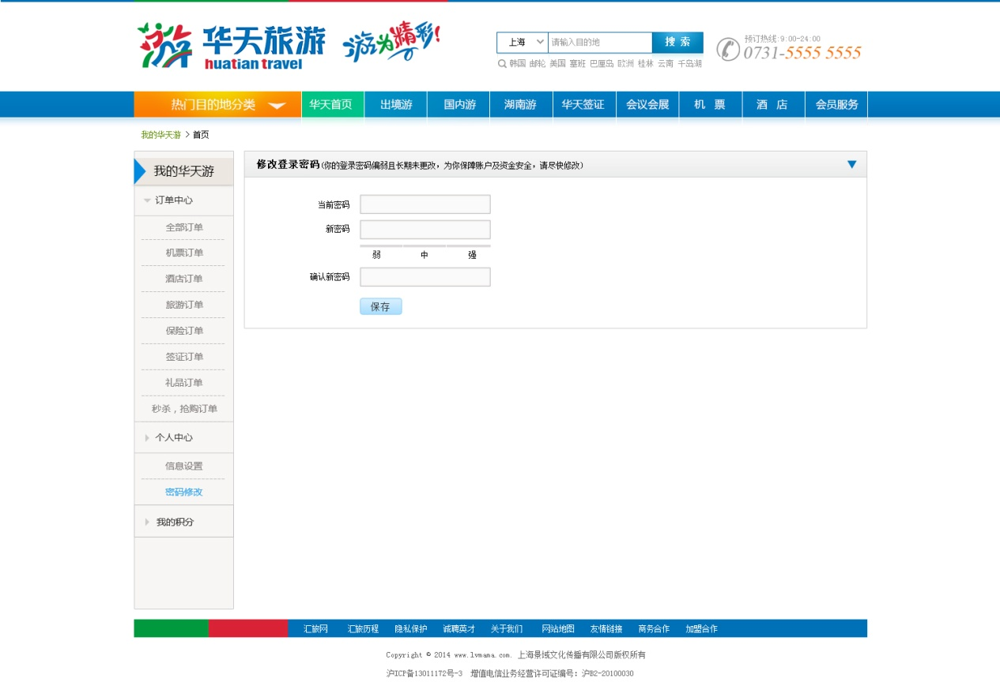 游 华天旅游 huatian travel
游为精彩!
上海 请输入目的地 搜 索
韩国 邮轮 美国 塞班 巴厘岛 欧洲 桂林 云南 千岛湖
预订热线:9:00-24:00
0731-5555 5555
热门目的地分类 华天首页 出境游 国内游 湖南游 华天签证 会议会展 机 票 酒 店 会员服务
我的华天游 > 首页
我的华天游
订单中心
全部订单
机票订单
酒店订单
旅游订单
保险订单
签证订单
礼品订单
秒杀，抢购订单
个人中心
信息设置
密码修改
我的积分
修改登录密码(你的登录密码偏弱且长期未更改，为你保障账户及资金安全，请尽快修改)
当前密码
新密码
弱 中 强
确认新密码
保存
汇旅网 汇旅历程 隐私保护 诚聘英才 关于我们 网站地图 友情链接 商务合作 加盟合作
Copyright © 2014 www.lvmama.com. 上海景域文化传播有限公司版权所有
沪ICP备13011172号-3 增值电信业务经营许可证编号：沪B2-20100030